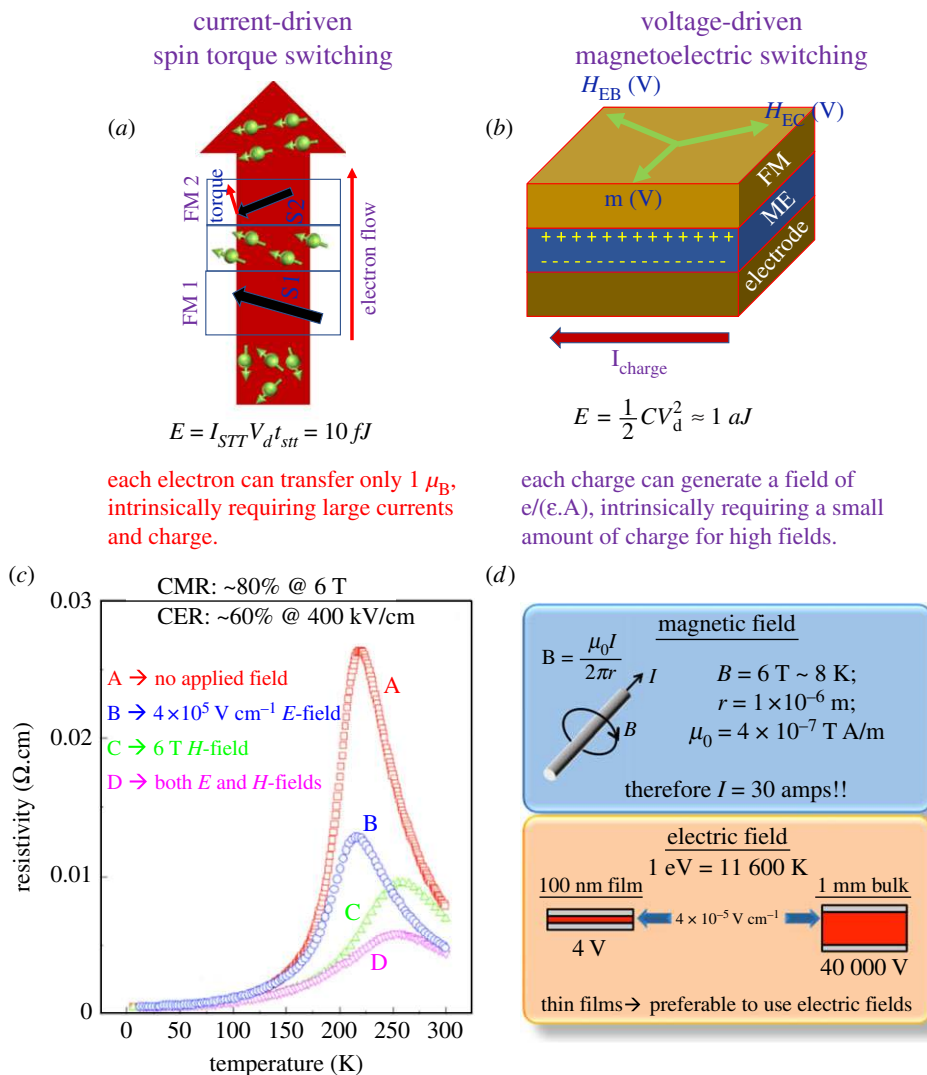 current-driven
spin torque switching
(a)
FM 2
torque
S2
FM 1
S1
electron flow
E = I_STT V_d t_stt = 10 fJ
each electron can transfer only 1 μ_B,
intrinsically requiring large currents
and charge.
voltage-driven
magnetoelectric switching
(b)
H_EB (V)
H_EC (V)
m (V)
FM
ME
electrode
+ + + + + + + + + + + + + +
- - - - - - - - - - - - - -
I_charge
E = 1/2 CV_d^2 ≈ 1 aJ
each charge can generate a field of
e/(ε.A), intrinsically requiring a small
amount of charge for high fields.
(c)
CMR: ~80% @ 6 T
CER: ~60% @ 400 kV/cm
A → no applied field
B → 4 × 10^5 V cm^−1 E-field
C → 6 T H-field
D → both E and H-fields
A
B
C
D
resistivity (Ω.cm)
0.03
0.02
0.01
0
0 50 100 150 200 250 300
temperature (K)
(d)
magnetic field
B = μ_0 I / 2πr
I
B
B = 6 T ~ 8 K;
r = 1 × 10^−6 m;
μ_0 = 4 × 10^−7 T A/m
therefore I = 30 amps!!
electric field
1 eV = 11 600 K
100 nm film
1 mm bulk
4 × 10^−5 V cm^−1
4 V
40 000 V
thin films→ preferable to use electric fields